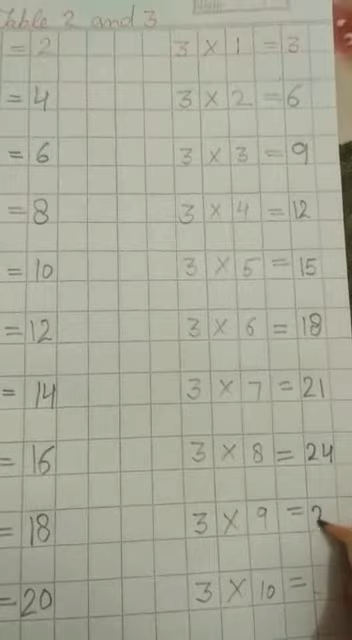 Table 2 and 3
= 2 3 × 1 = 3
= 4 3 × 2 = 6
= 6 3 × 3 = 9
= 8 3 × 4 = 12
= 10 3 × 5 = 15
= 12 3 × 6 = 18
= 14 3 × 7 = 21
= 16 3 × 8 = 24
= 18 3 × 9 = 2
= 20 3 × 10 =